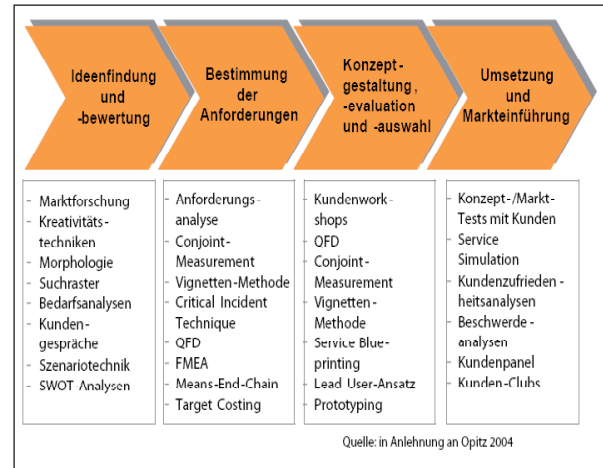 Ideenfindung
und
-bewertung
Bestimmung
der
Anforderungen
Konzept-
gestaltung,
-evaluation
und -auswahl
Umsetzung
und
Markteinführung
- Marktforschung
- Kreativitäts-
techniken
- Morphologie
- Suchraster
- Bedarfsanalysen
- Kunden-
gespräche
- Szenariotechnik
- SWOT-Analysen
- Anforderungs-
analyse
- Conjoint-
Measurement
- Vignetten-Methode
- Critical Incident
Technique
- QFD
- FMEA
- Means-End-Chain
- Target Costing
- Kundenwork-
shops
- QFD
- Conjoint-
Measurement
- Vignetten-
Methode
- Service Blue-
printing
- Lead User-Ansatz
- Prototyping
- Konzept-/Markt-
Tests mit Kunden
- Service
Simulation
- Kundenzufrieden-
heitsanalysen
- Beschwerde-
analysen
- Kundenpanel
- Kunden-Clubs
Quelle: in Anlehnung an Opitz 2004